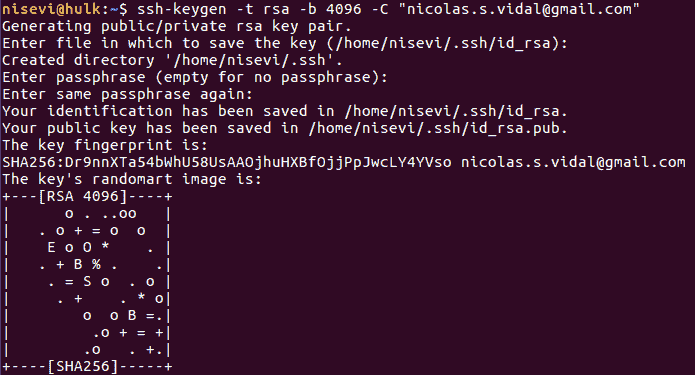 nisevi@hulk:~$ ssh-keygen -t rsa -b 4096 -C "nicolas.s.vidal@gmail.com"
Generating public/private rsa key pair.
Enter file in which to save the key (/home/nisevi/.ssh/id_rsa):
Created directory '/home/nisevi/.ssh'.
Enter passphrase (empty for no passphrase):
Enter same passphrase again:
Your identification has been saved in /home/nisevi/.ssh/id_rsa.
Your public key has been saved in /home/nisevi/.ssh/id_rsa.pub.
The key fingerprint is:
SHA256:Dr9nnXTa54bWhU58UsAAOjhuHXBfOjjPpJwcLY4YVso nicolas.s.vidal@gmail.com
The key's randomart image is:
+---[RSA 4096]----+
|      o . ..oo   |
|   . o + = o  o  |
|    E o O *    . |
|   . + B % .    .|
|    . = S o  . o |
|     . +    . * o|
|        o  o B =.|
|         .o + = +|
|        .o   . +.|
+----[SHA256]-----+